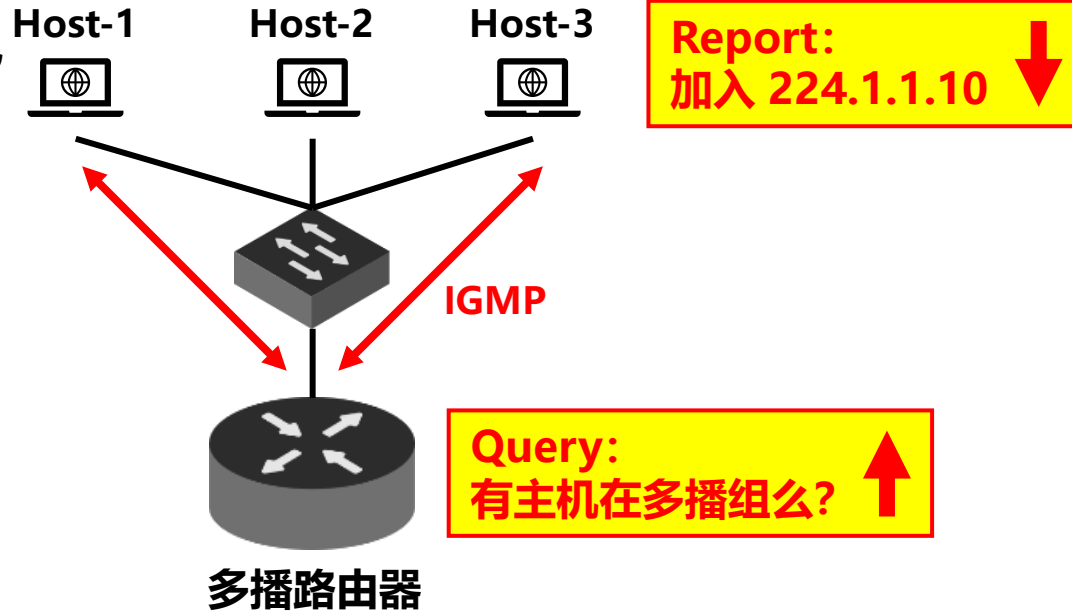 Host-1
Host-2
Host-3
Report：
加入 224.1.1.10
IGMP
Query：
有主机在多播组么？
多播路由器